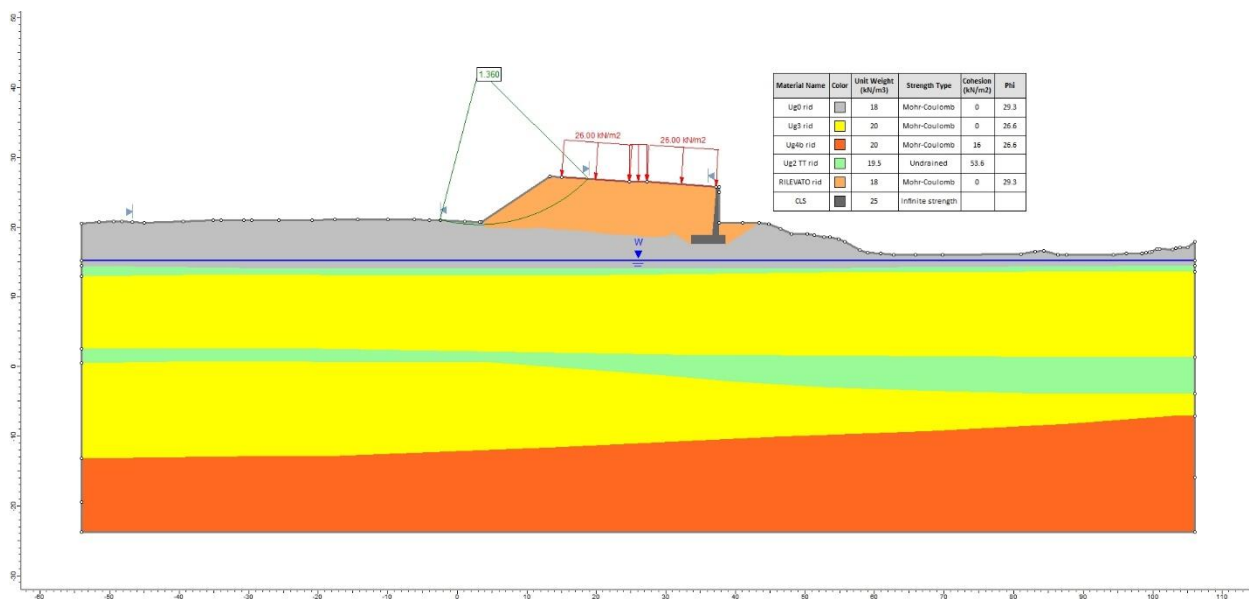 50
40
30
20
10
0
-10
-20
-30
1.360
26.00 kN/m2
26.00 kN/m2
W
Material Name Color Unit Weight (kN/m3) Strength Type Cohesion (kN/m2) Phi
Ug0 rid 18 Mohr-Coulomb 0 29.3
Ug3 rid 20 Mohr-Coulomb 0 26.6
Ug4b rid 20 Mohr-Coulomb 16 26.6
Ug2 TT rid 19.5 Undrained 53.6
RILEVATO rid 18 Mohr-Coulomb 0 29.3
CLS 25 Infinite strength
-60 -50 -40 -30 -20 -10 0 10 20 30 40 50 60 70 80 90 100 110